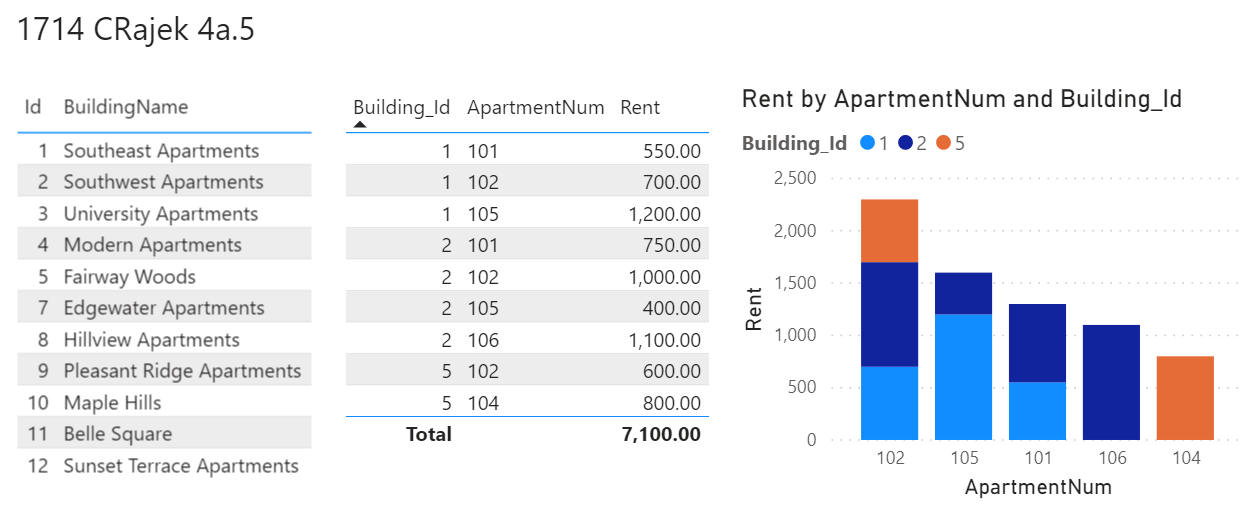 1714 CRajek 4a.5
Id BuildingName
1 Southeast Apartments
2 Southwest Apartments
3 University Apartments
4 Modern Apartments
5 Fairway Woods
7 Edgewater Apartments
8 Hillview Apartments
9 Pleasant Ridge Apartments
10 Maple Hills
11 Belle Square
12 Sunset Terrace Apartments
Building_Id ApartmentNum Rent
1 101 550.00
1 102 700.00
1 105 1,200.00
2 101 750.00
2 102 1,000.00
2 105 400.00
2 106 1,100.00
5 102 600.00
5 104 800.00
Total 7,100.00
Rent by ApartmentNum and Building_Id
Building_Id 1 2 5
2,500
2,000
1,500
1,000
500
0
Rent
102 105 101 106 104
ApartmentNum